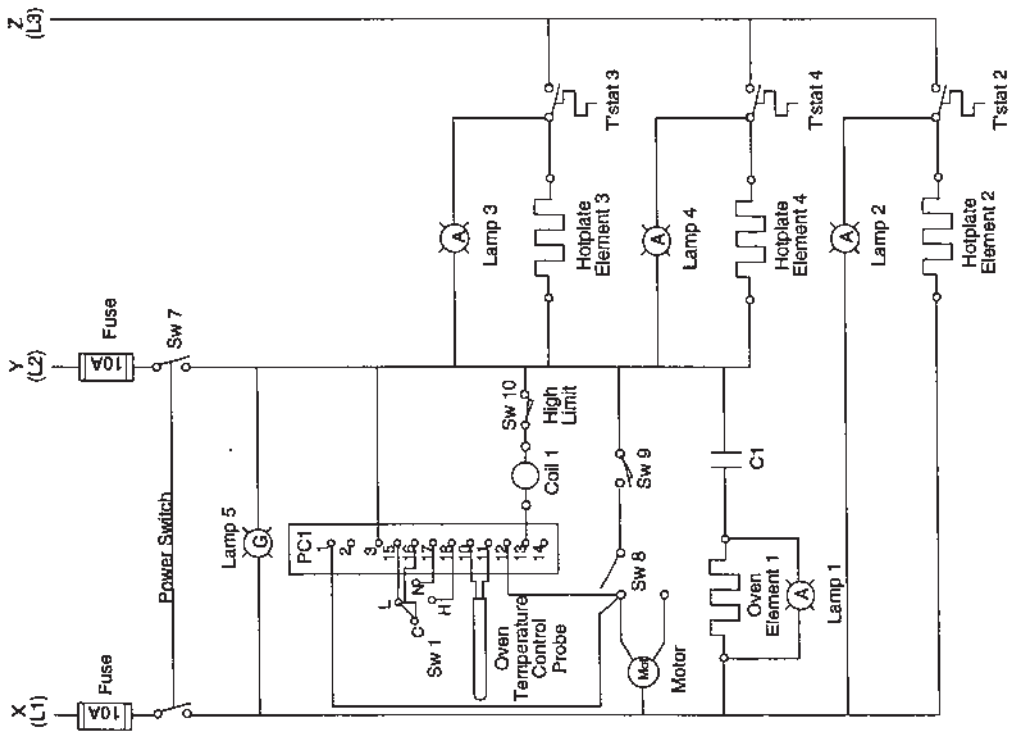 X
(L1)
Y
(L2)
Z
(L3)
10A
Fuse
10A
Fuse
Power Switch
Sw 7
Lamp 5
G
PC1
1
2
3
15
16
17
18
10
11
12
13
14
L
C
N
H
Sw 1
Oven
Temperature
Control
Probe
Coil 1
Sw 10
High
Limit
Sw 9
Sw 8
Mot
Motor
Oven
Element 1
A
Lamp 1
C1
A
Lamp 3
Hotplate
Element 3
T'stat 3
A
Lamp 4
Hotplate
Element 4
T'stat 4
A
Lamp 2
Hotplate
Element 2
T'stat 2